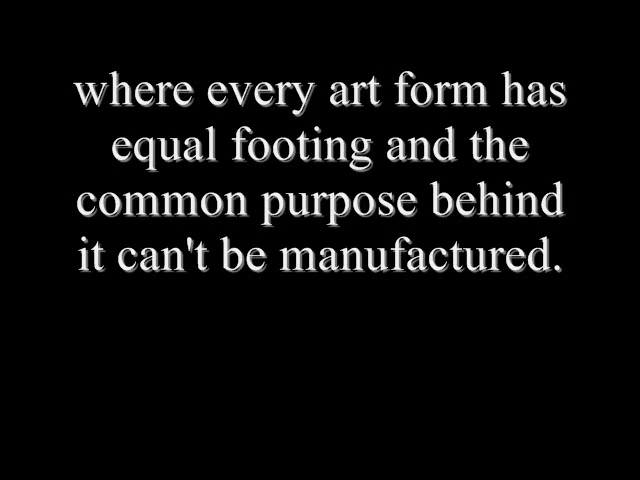 where every art form has
equal footing and the
common purpose behind
it can't be manufactured.